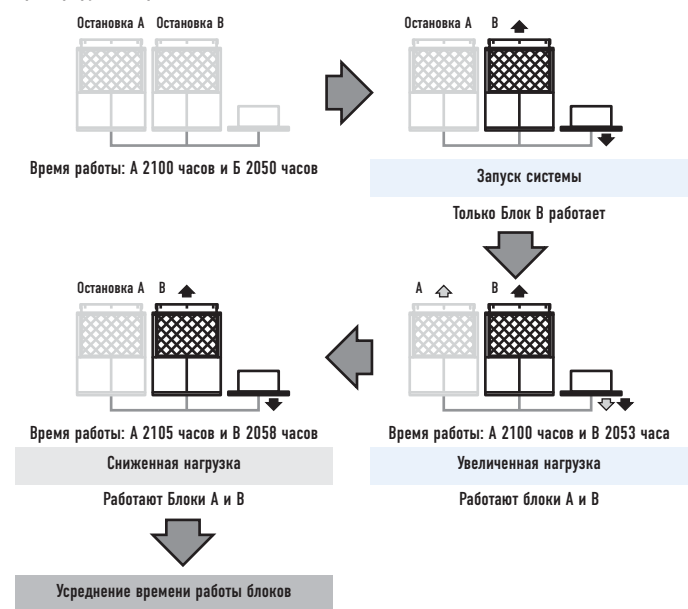 Остановка А Остановка В
Остановка А В
Время работы: А 2100 часов и Б 2050 часов
Запуск системы
Только Блок В работает
А В
Увеличенная нагрузка
Время работы: А 2100 часов и В 2053 часа
Работают блоки А и В
Остановка А В
Время работы: А 2105 часов и В 2058 часов
Сниженная нагрузка
Работают Блоки А и В
Усреднение времени работы блоков